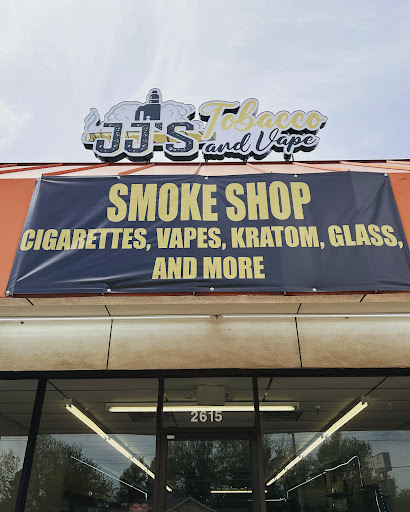 JJ'S Tobacco
and Vape
SMOKE SHOP
CIGARETTES, VAPES, KRATOM, GLASS,
AND MORE
2615